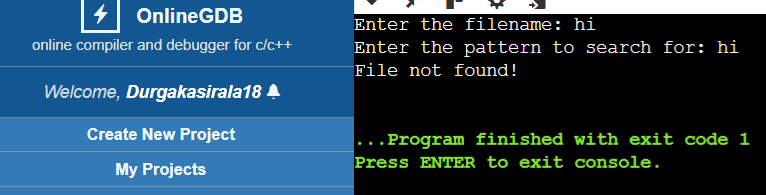 OnlineGDB
online compiler and debugger for c/c++
Welcome, Durgakasirala18
Create New Project
My Projects
Enter the filename: hi
Enter the pattern to search for: hi
File not found!
...Program finished with exit code 1
Press ENTER to exit console.